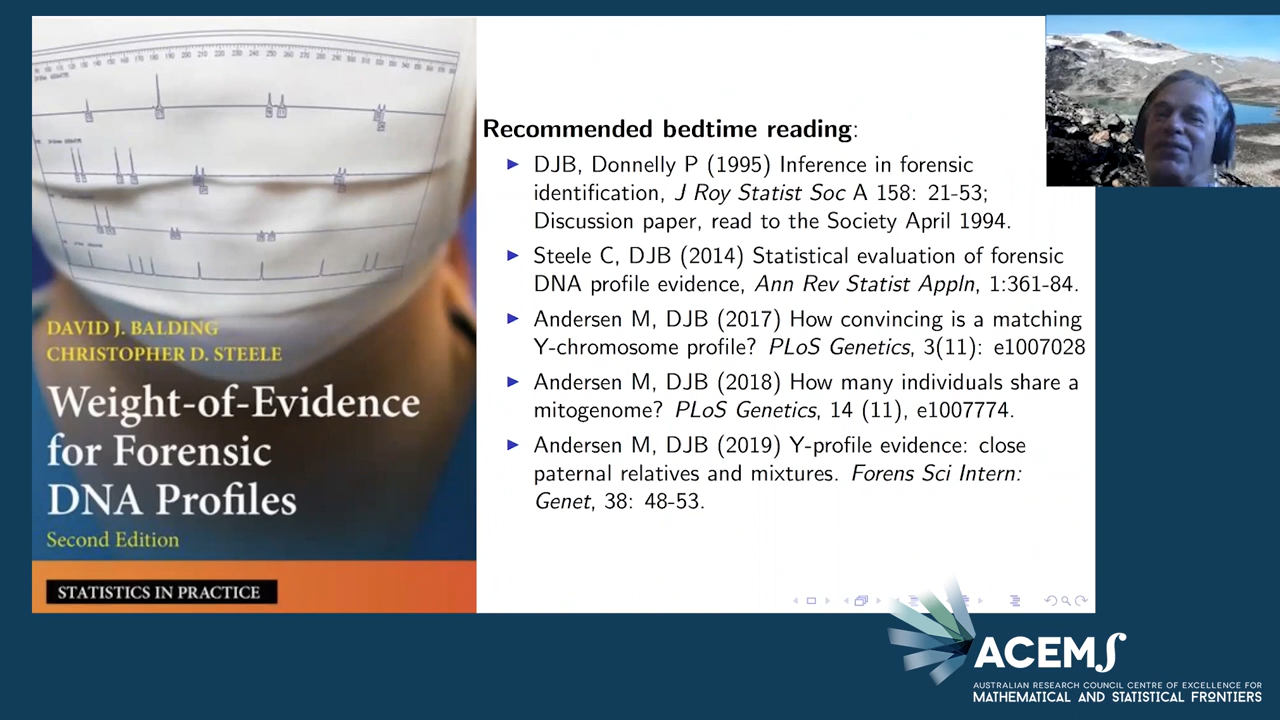 DAVID J. BALDING
CHRISTOPHER D. STEELE
Weight-of-Evidence
for Forensic
DNA Profiles
Second Edition
STATISTICS IN PRACTICE
Recommended bedtime reading:
DJB, Donnelly P (1995) Inference in forensic
identification, J Roy Statist Soc A 158: 21-53;
Discussion paper, read to the Society April 1994.
Steele C, DJB (2014) Statistical evaluation of forensic
DNA profile evidence, Ann Rev Statist Appln, 1:361-84.
Andersen M, DJB (2017) How convincing is a matching
Y-chromosome profile? PLoS Genetics, 3(11): e1007028
Andersen M, DJB (2018) How many individuals share a
mitogenome? PLoS Genetics, 14 (11), e1007774.
Andersen M, DJB (2019) Y-profile evidence: close
paternal relatives and mixtures. Forens Sci Intern:
Genet, 38: 48-53.
ACEMS
AUSTRALIAN RESEARCH COUNCIL CENTRE OF EXCELLENCE FOR
MATHEMATICAL AND STATISTICAL FRONTIERS